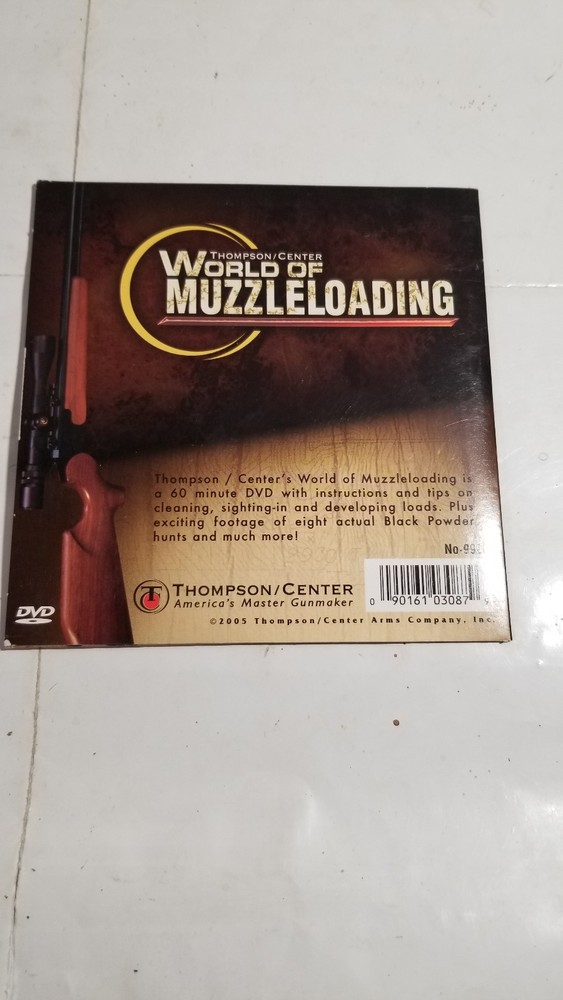 THOMPSON/CENTER
WORLD OF
MUZZLELOADING
Thompson / Center's World of Muzzleloading is
a 60 minute DVD with instructions and tips on
cleaning, sighting-in and developing loads. Plus
exciting footage of eight actual Black Powder
hunts and much more!
THOMPSON/CENTER
America's Master Gunmaker
0 90161 03087
DVD
©2005 Thompson/Center Arms Company, Inc.